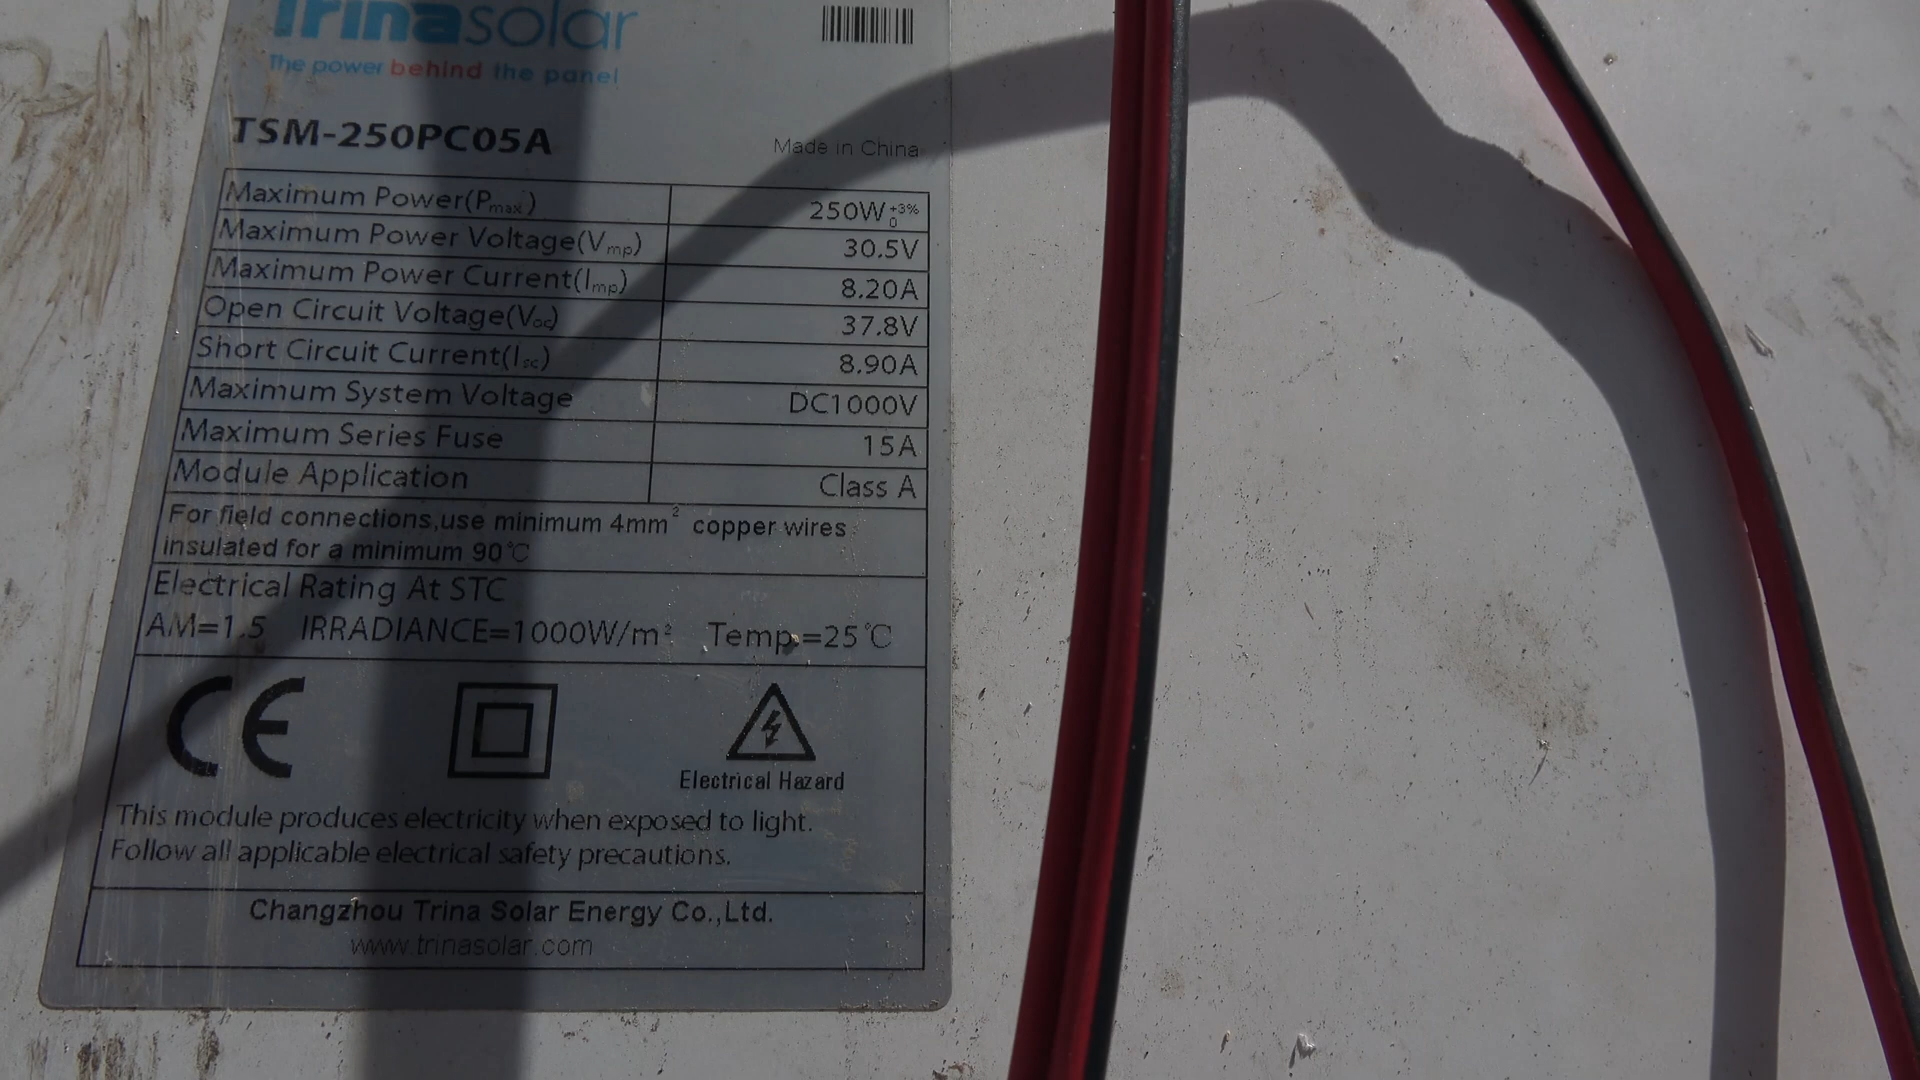 Trinasolar
The power behind the panel
TSM-250PC05A
Made in China
Maximum Power(Pmax) 250W +3% 0
Maximum Power Voltage(Vmp) 30.5V
Maximum Power Current(Imp) 8.20A
Open Circuit Voltage(Voc) 37.8V
Short Circuit Current(Isc) 8.90A
Maximum System Voltage DC1000V
Maximum Series Fuse 15A
Module Application Class A
For field connections,use minimum 4mm² copper wires
insulated for a minimum 90°C
Electrical Rating At STC
AM=1.5 IRRADIANCE=1000W/m² Temp.=25°C
CE
Electrical Hazard
This module produces electricity when exposed to light.
Follow all applicable electrical safety precautions.
Changzhou Trina Solar Energy Co.,Ltd.
www.trinasolar.com